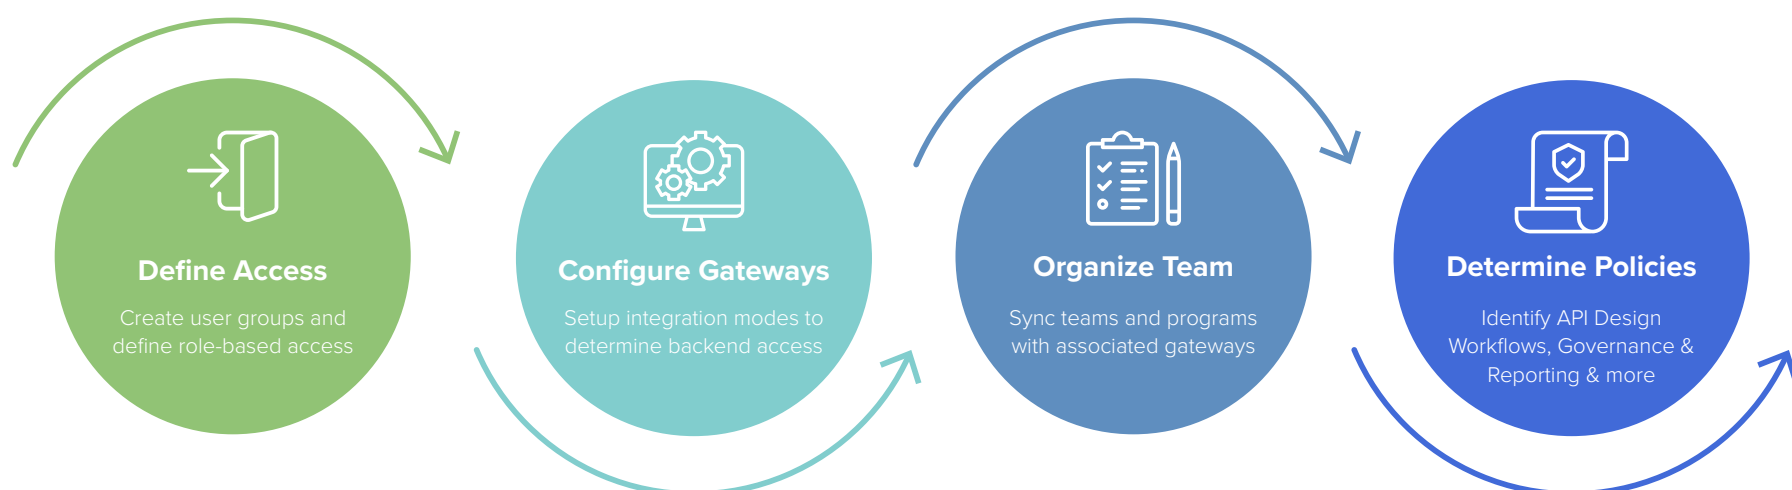 Define Access
Create user groups and
define role-based access
Configure Gateways
Setup integration modes to
determine backend access
Organize Team
Sync teams and programs
with associated gateways
Determine Policies
Identify API Design
Workflows, Governance &
Reporting & more